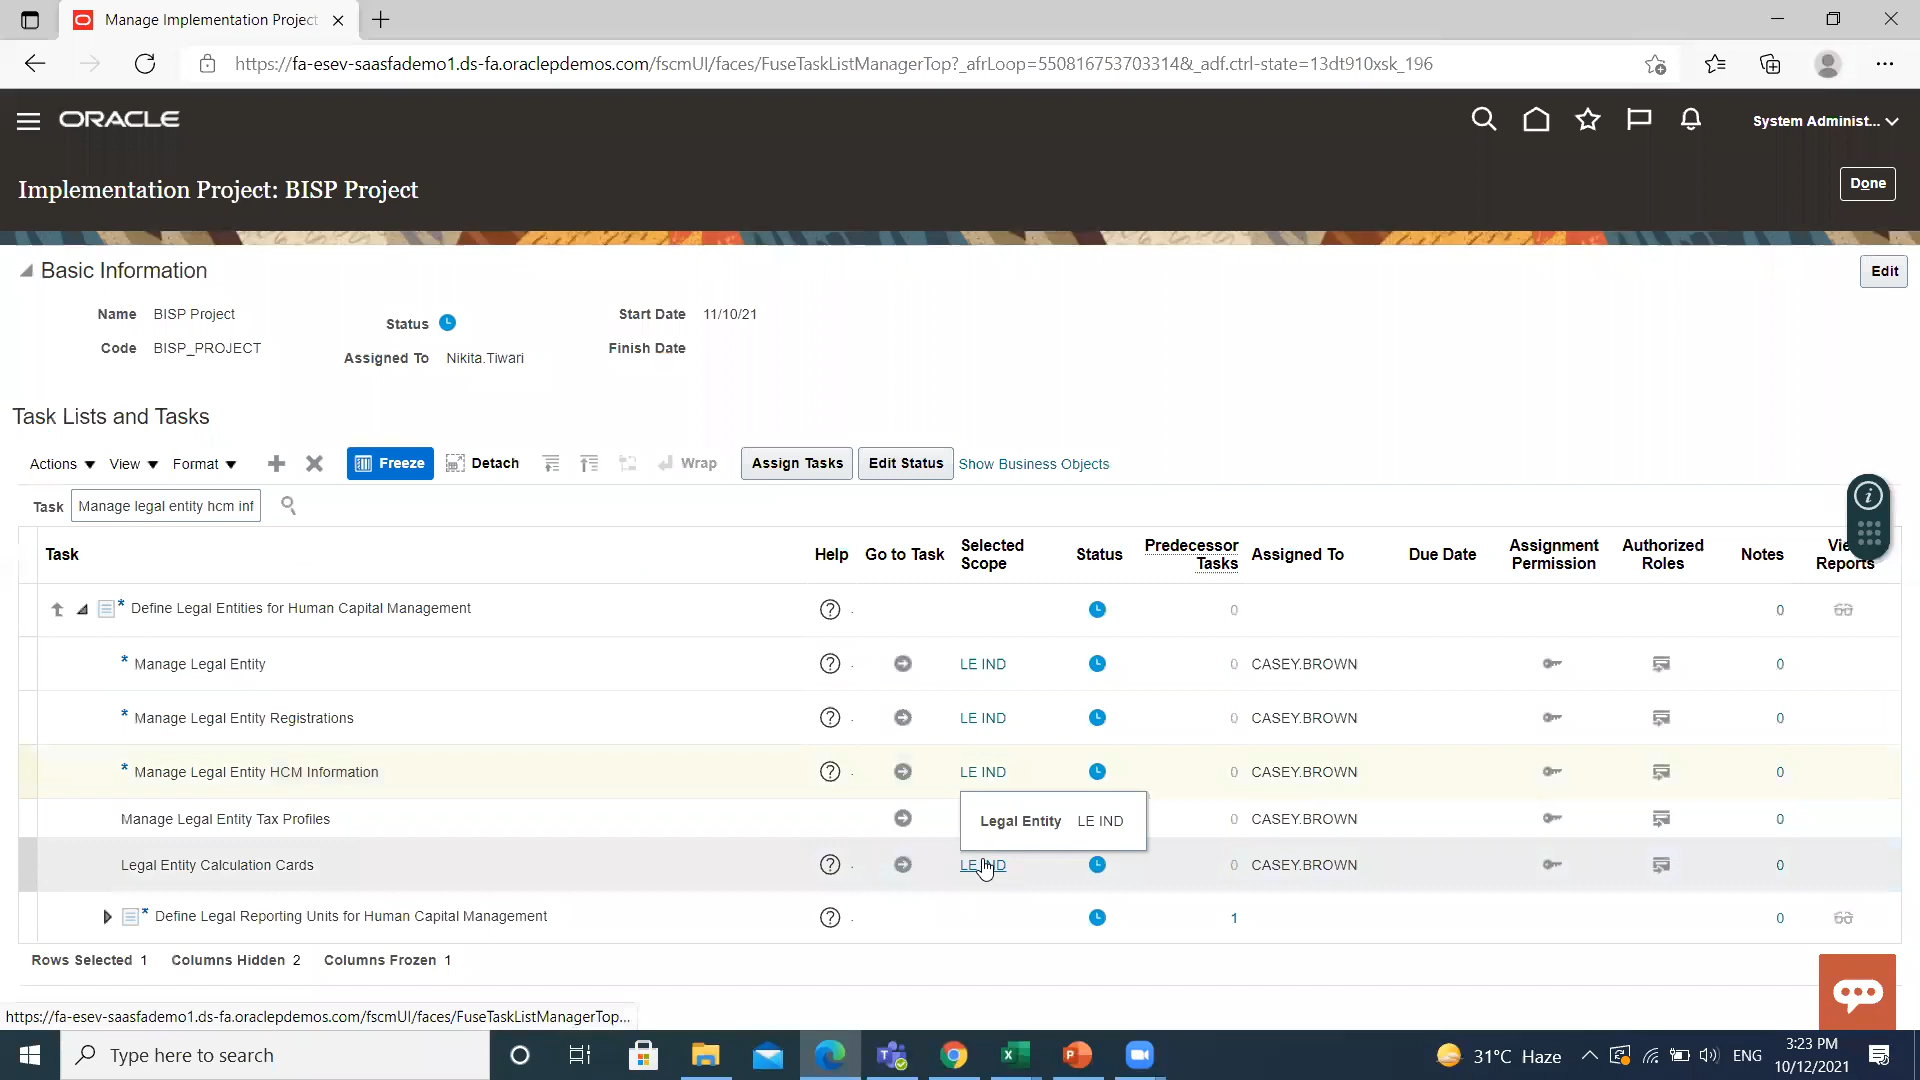 Manage Implementation Project
https://fa-esev-saasfademo1.ds-fa.oraclepdemos.com/fscmUI/faces/FuseTaskListManagerTop?_afrLoop=550816753703314&_adf.ctrl-state=13dt910xsk_196
ORACLE
System Administ...
Implementation Project: BISP Project
Done
Basic Information
Edit
Name BISP Project
Status
Start Date 11/10/21
Code BISP_PROJECT
Assigned To Nikita.Tiwari
Finish Date
Task Lists and Tasks
Actions View Format Freeze Detach Wrap Assign Tasks Edit Status Show Business Objects
Task Manage legal entity hcm inf
Task Help Go to Task Selected Scope Status Predecessor Tasks Assigned To Due Date Assignment Permission Authorized Roles Notes Reports
* Define Legal Entities for Human Capital Management 0 0
* Manage Legal Entity LE IND 0 CASEY.BROWN 0
* Manage Legal Entity Registrations LE IND 0 CASEY.BROWN 0
* Manage Legal Entity HCM Information LE IND 0 CASEY.BROWN 0
Manage Legal Entity Tax Profiles 0 CASEY.BROWN 0
Legal Entity LE IND
Legal Entity Calculation Cards LE IND 0 CASEY.BROWN 0
* Define Legal Reporting Units for Human Capital Management 1 0
Rows Selected 1 Columns Hidden 2 Columns Frozen 1
https://fa-esev-saasfademo1.ds-fa.oraclepdemos.com/fscmUI/faces/FuseTaskListManagerTop...
Type here to search
31°C Haze
ENG
3:23 PM
10/12/2021